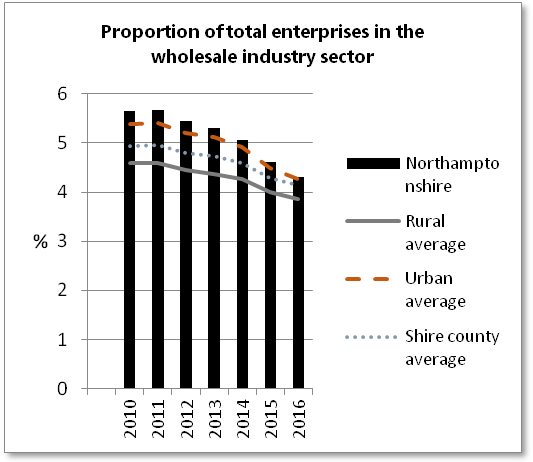 Proportion of total enterprises in the
wholesale industry sector
6
5
4
% 3
2
1
0
2010 2011 2012 2013 2014 2015 2016
Northampto
nshire
Rural
average
Urban
average
Shire county
average